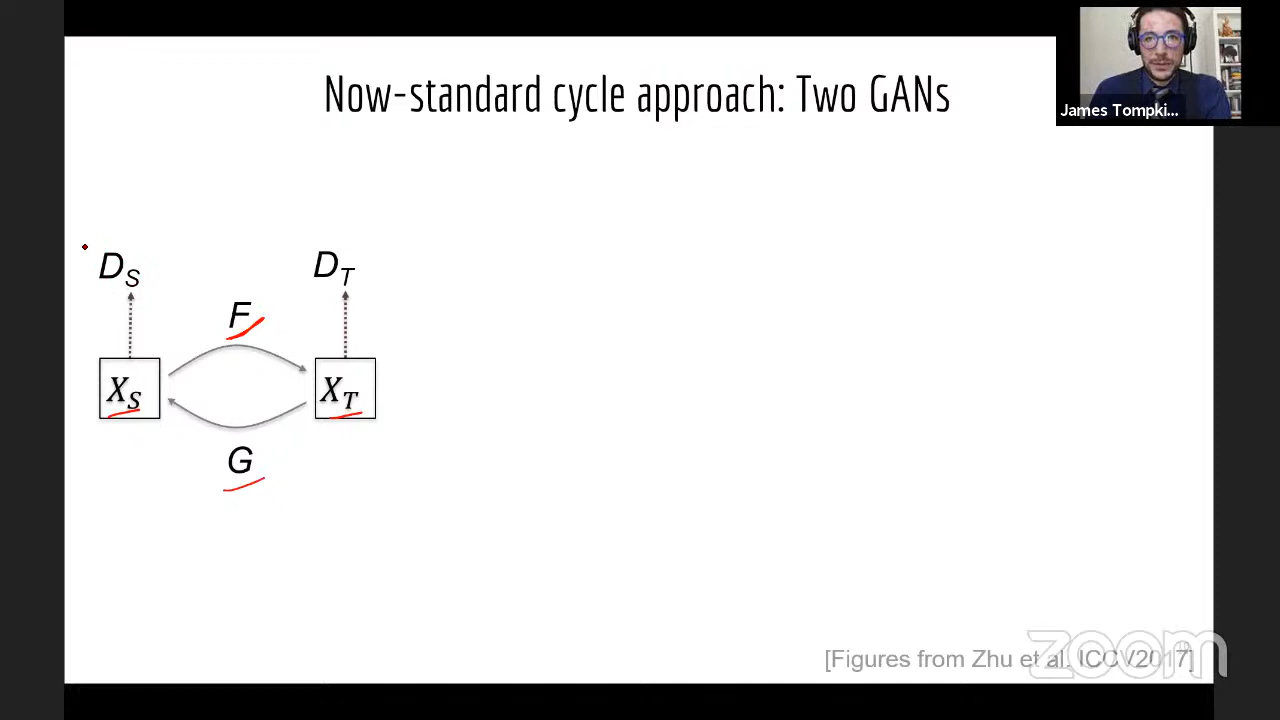 Now-standard cycle approach: Two GANs
James Tompki...
D_S
D_T
F
X_S
X_T
G
[Figures from Zhu et al. ICCV2017]
zoom